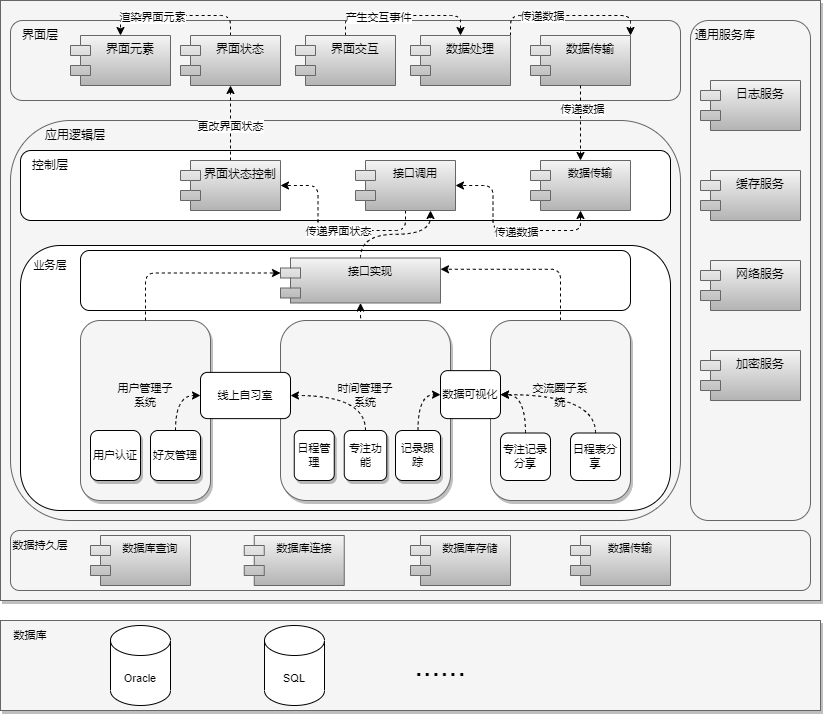 渲染界面元素
产生交互事件
传递数据
界面层
界面元素
界面状态
界面交互
数据处理
数据传输
通用服务库
日志服务
传递数据
更改界面状态
应用逻辑层
控制层
界面状态控制
接口调用
数据传输
缓存服务
传递界面状态
传递数据
业务层
接口实现
网络服务
用户管理子
系统
线上自习室
时间管理子
系统
数据可视化
交流圈子系
统
加密服务
用户认证
好友管理
日程管
理
专注功
能
记录跟
踪
专注记录
分享
日程表分
享
数据持久层
数据库查询
数据库连接
数据库存储
数据传输
数据库
Oracle
SQL
······